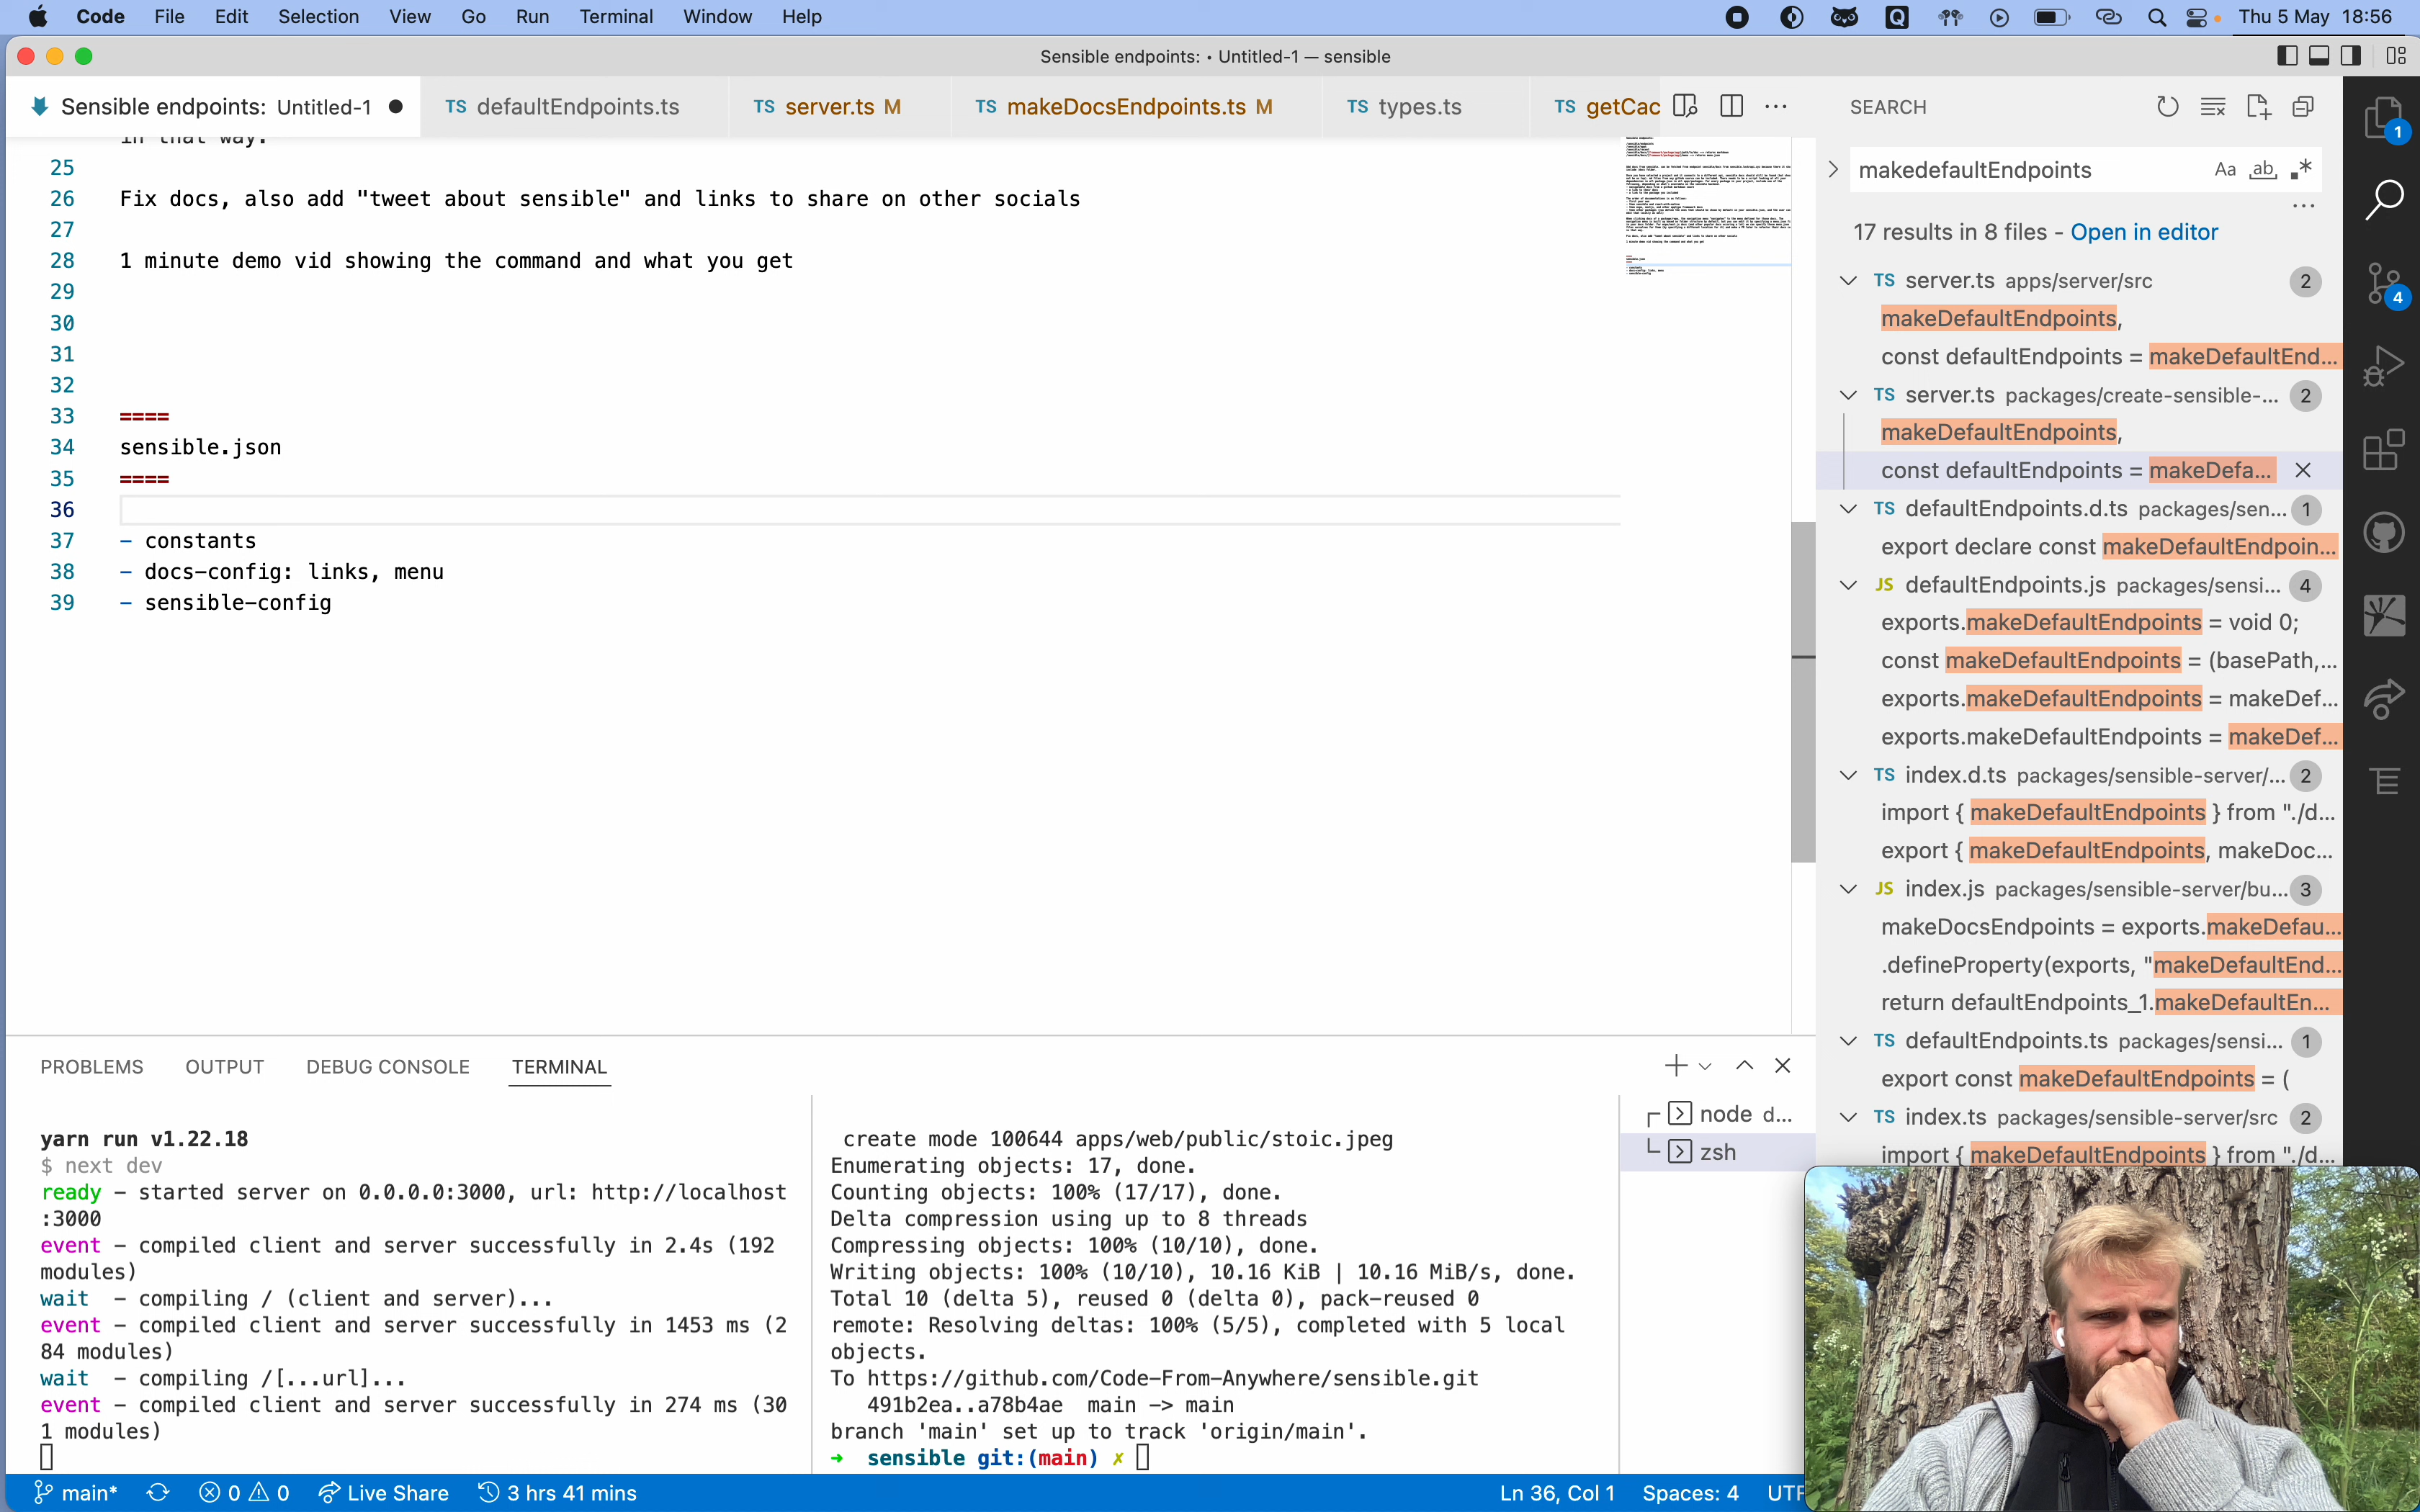 Code File Edit Selection View Go Run Terminal Window Help Thu 5 May 18:56
Sensible endpoints: • Untitled-1 — sensible
Sensible endpoints: Untitled-1 TS defaultEndpoints.ts TS server.ts M TS makeDocsEndpoints.ts M TS types.ts TS getCac
in that way.
25
26 Fix docs, also add "tweet about sensible" and links to share on other socials
27
28 1 minute demo vid showing the command and what you get
29
30
31
32
33 ====
34 sensible.json
35 ====
36
37 - constants
38 - docs-config: links, menu
39 - sensible-config
SEARCH
makedefaultEndpoints Aa ab
17 results in 8 files - Open in editor
TS server.ts apps/server/src 2
makeDefaultEndpoints,
const defaultEndpoints = makeDefaultEnd...
TS server.ts packages/create-sensible-... 2
makeDefaultEndpoints,
const defaultEndpoints = makeDefa...
TS defaultEndpoints.d.ts packages/sen... 1
export declare const makeDefaultEndpoin...
JS defaultEndpoints.js packages/sensi... 4
exports.makeDefaultEndpoints = void 0;
const makeDefaultEndpoints = (basePath,...
exports.makeDefaultEndpoints = makeDef...
exports.makeDefaultEndpoints = makeDef...
TS index.d.ts packages/sensible-server/... 2
import { makeDefaultEndpoints } from "./d...
export { makeDefaultEndpoints, makeDoc...
JS index.js packages/sensible-server/bu... 3
makeDocsEndpoints = exports.makeDefau...
.defineProperty(exports, "makeDefaultEnd...
return defaultEndpoints_1.makeDefaultEn...
TS defaultEndpoints.ts packages/sensi... 1
export const makeDefaultEndpoints = (
TS index.ts packages/sensible-server/src 2
import { makeDefaultEndpoints } from "./d...
1
4
PROBLEMS OUTPUT DEBUG CONSOLE TERMINAL
yarn run v1.22.18
$ next dev
ready - started server on 0.0.0.0:3000, url: http://localhost
:3000
event - compiled client and server successfully in 2.4s (192
modules)
wait - compiling / (client and server)...
event - compiled client and server successfully in 1453 ms (2
84 modules)
wait - compiling /[...url]...
event - compiled client and server successfully in 274 ms (30
1 modules)
create mode 100644 apps/web/public/stoic.jpeg
Enumerating objects: 17, done.
Counting objects: 100% (17/17), done.
Delta compression using up to 8 threads
Compressing objects: 100% (10/10), done.
Writing objects: 100% (10/10), 10.16 KiB | 10.16 MiB/s, done.
Total 10 (delta 5), reused 0 (delta 0), pack-reused 0
remote: Resolving deltas: 100% (5/5), completed with 5 local
objects.
To https://github.com/Code-From-Anywhere/sensible.git
491b2ea..a78b4ae main -> main
branch 'main' set up to track 'origin/main'.
➜ sensible git:(main) ✗
node d...
zsh
main* 0 0 Live Share 3 hrs 41 mins Ln 36, Col 1 Spaces: 4 UTF